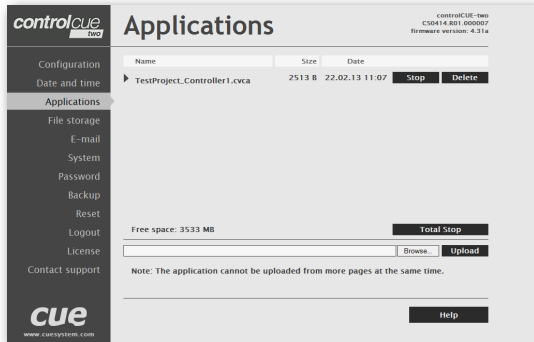 controlcue
two
Applications
controlCUE-two
CS0414.R01.000007
firmware version: 4.31a
Configuration
Date and time
Applications
File storage
E-mail
System
Password
Backup
Reset
Logout
License
Contact support
Name Size Date
TestProject_Controller1.cvca 2513 B 22.02.13 11:07 Stop Delete
Free space: 3533 MB Total Stop
Browse... Upload
Note: The application cannot be uploaded from more pages at the same time.
Help
cue
www.cuesystem.com